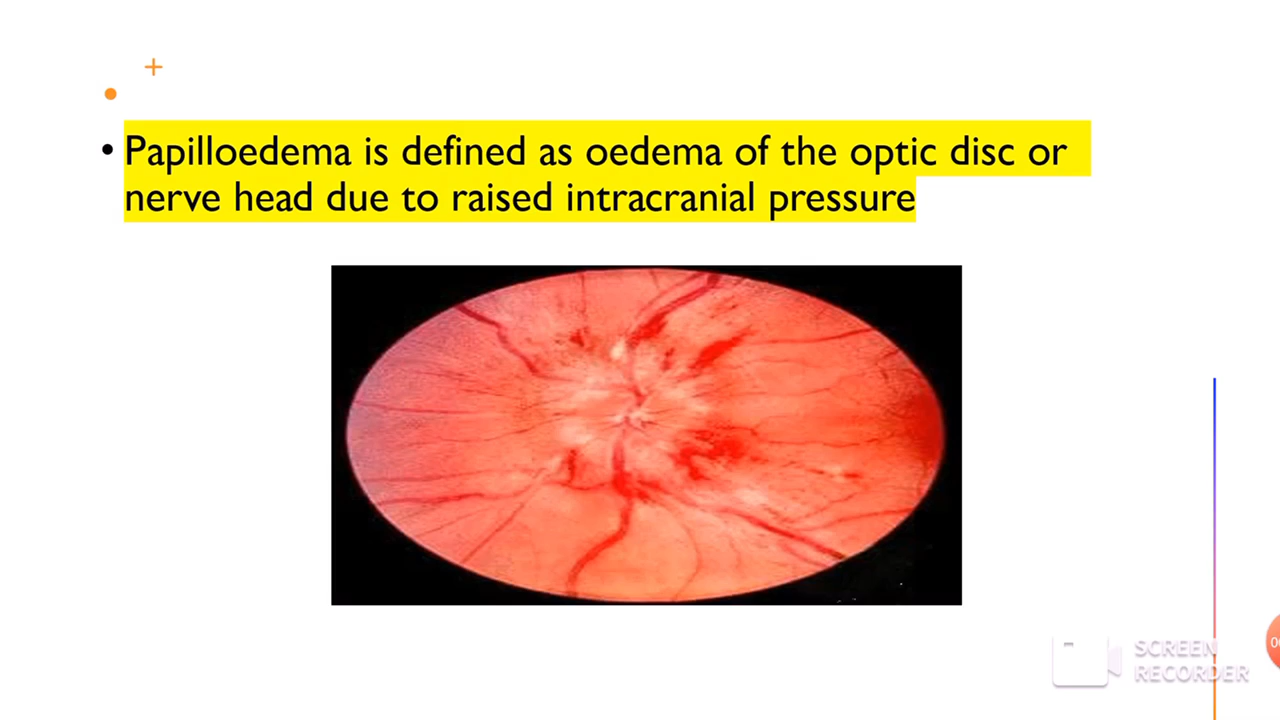 • Papilloedema is defined as oedema of the optic disc or
nerve head due to raised intracranial pressure
SCREEN
RECORDER